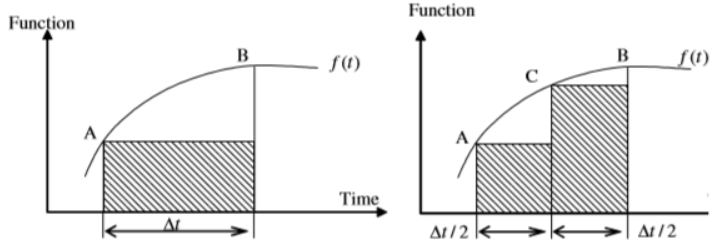 Function
B
f(t)
A
Time
Δt
Function
B
f(t)
C
A
Δt/2
Δt/2